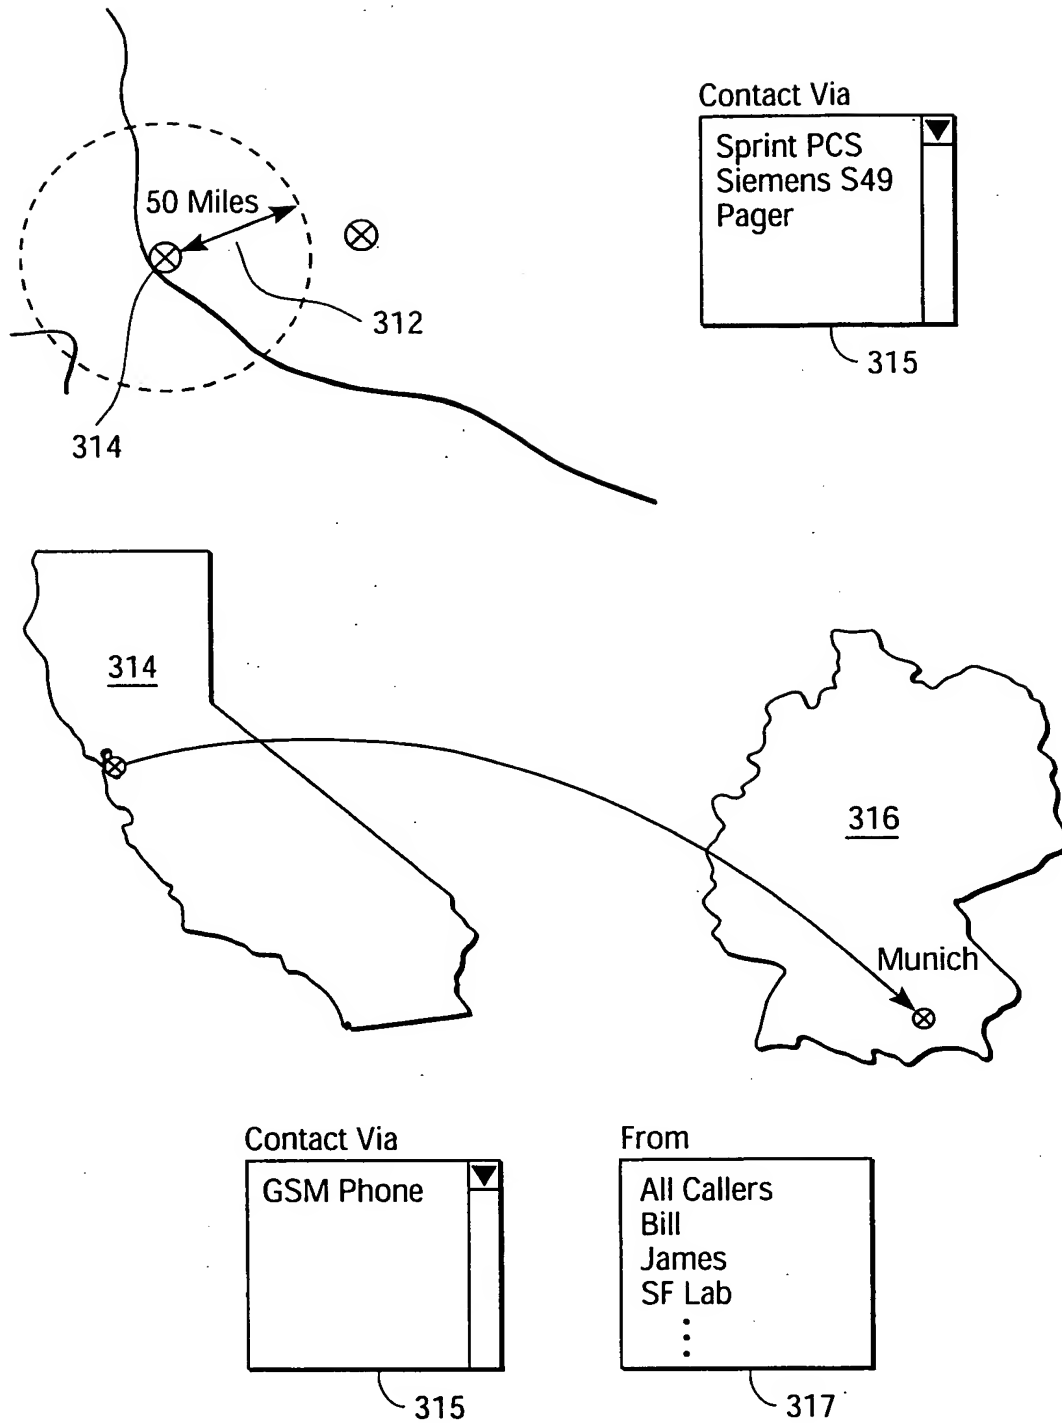 Contact Via
Sprint PCS
Siemens S49
Pager
50 Miles
312
315
314
314
316
Munich
Contact Via
GSM Phone
From
All Callers
Bill
James
SF Lab
315
317